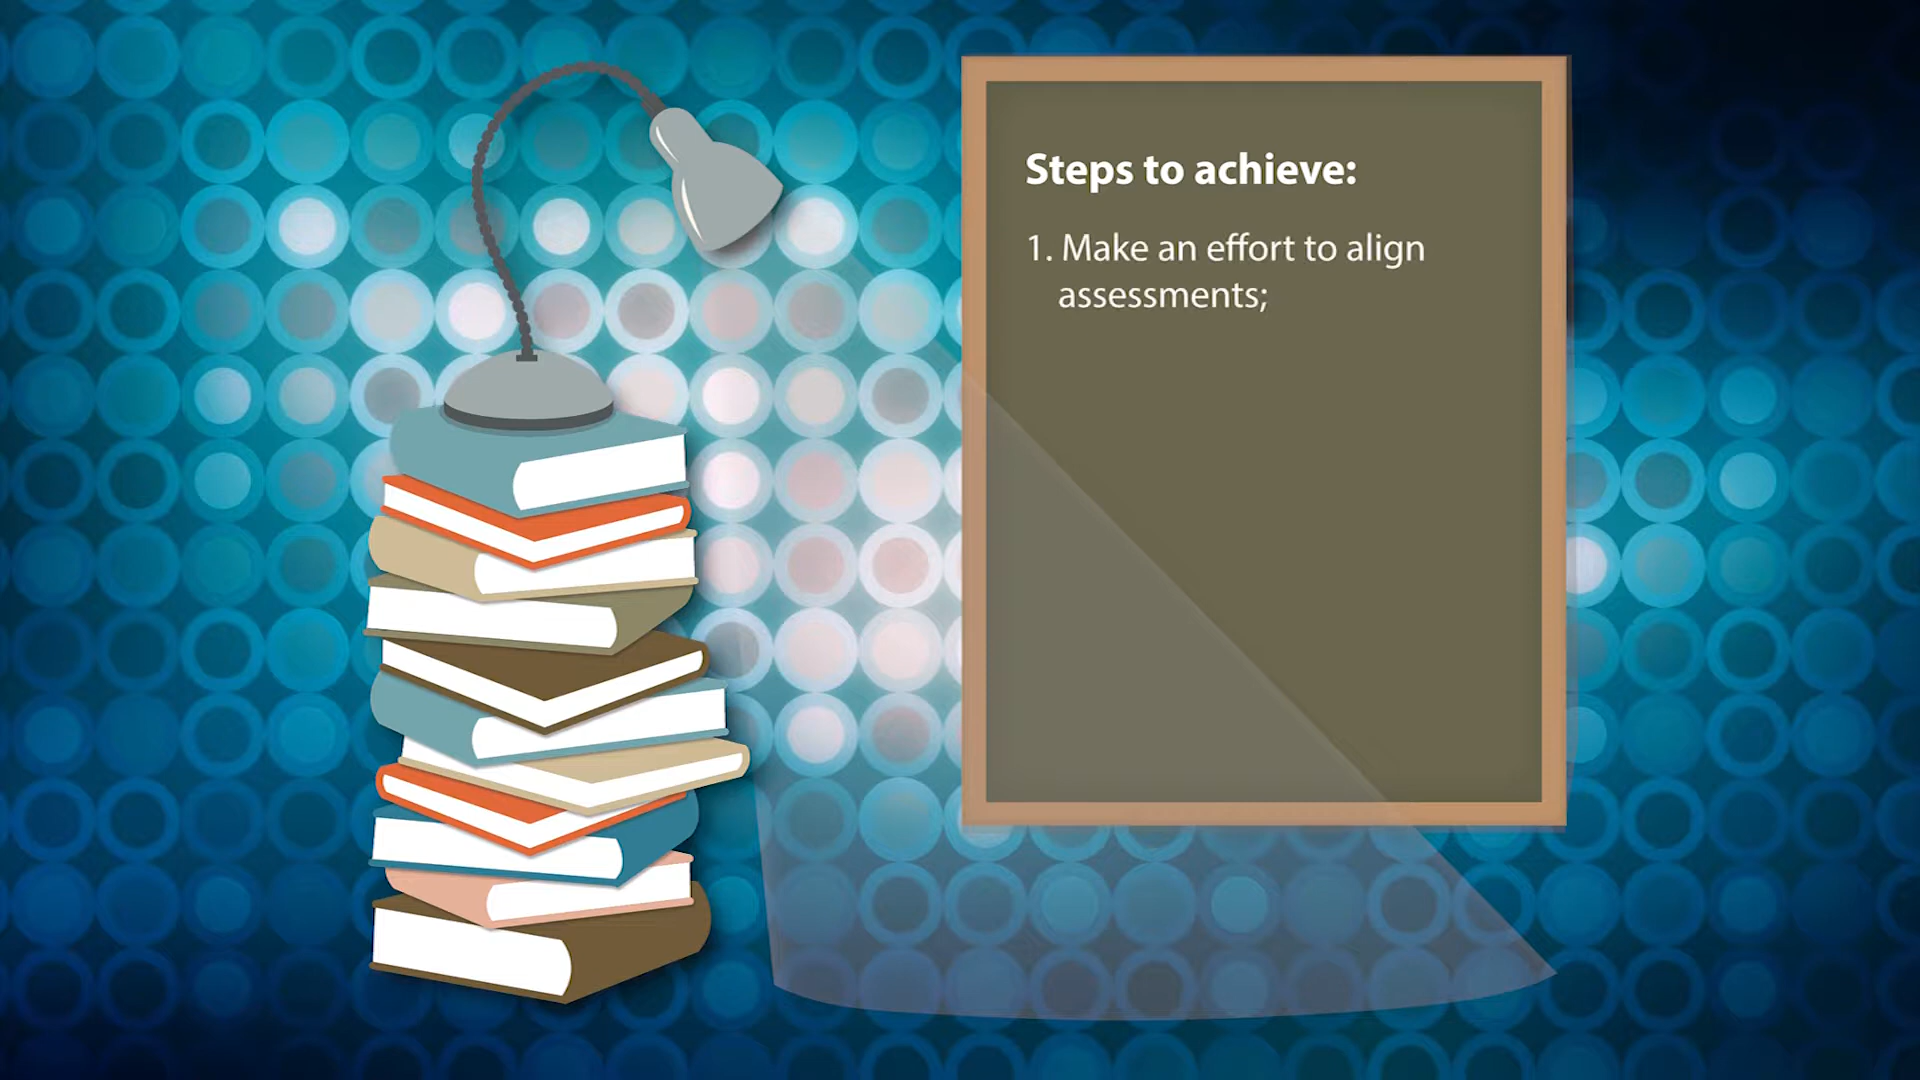 Steps to achieve:
1. Make an effort to align
assessments;